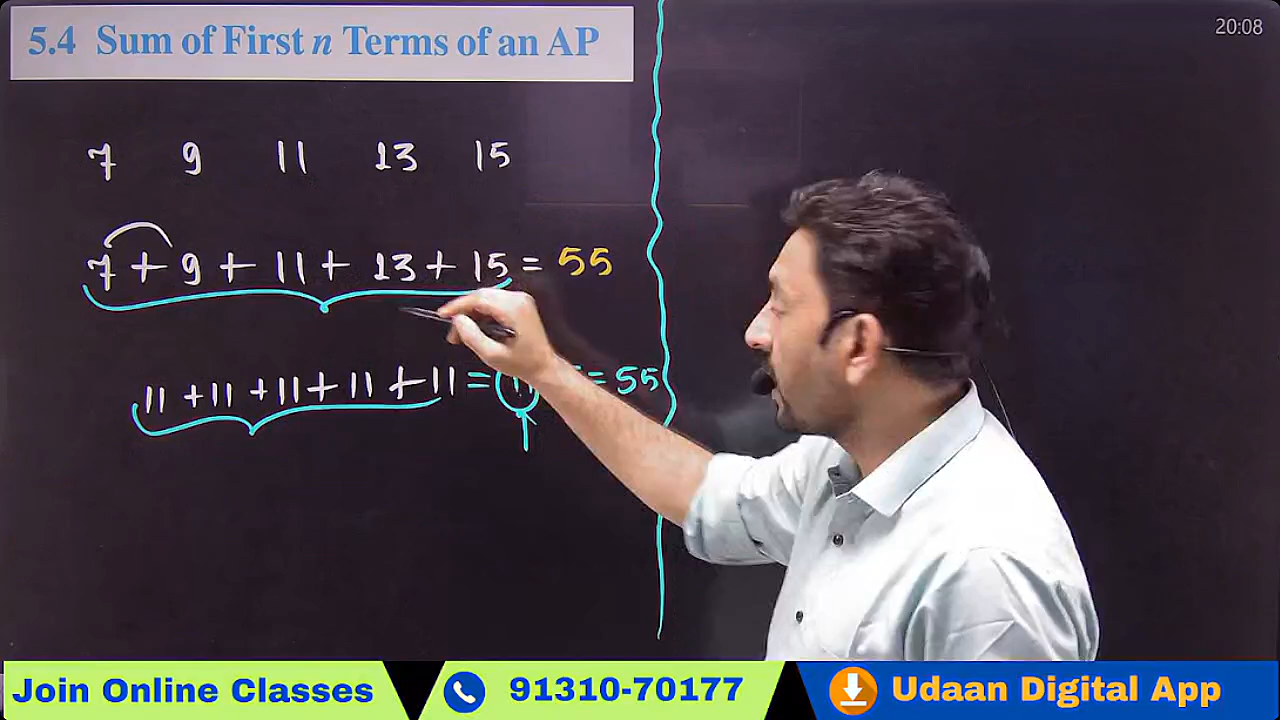 5.4 Sum of First n Terms of an AP
20:08
7 9 11 13 15
7 + 9 + 11 + 13 + 15 = 55
11 + 11 + 11 + 11 + 11 = = 55
Join Online Classes
91310-70177
Udaan Digital App